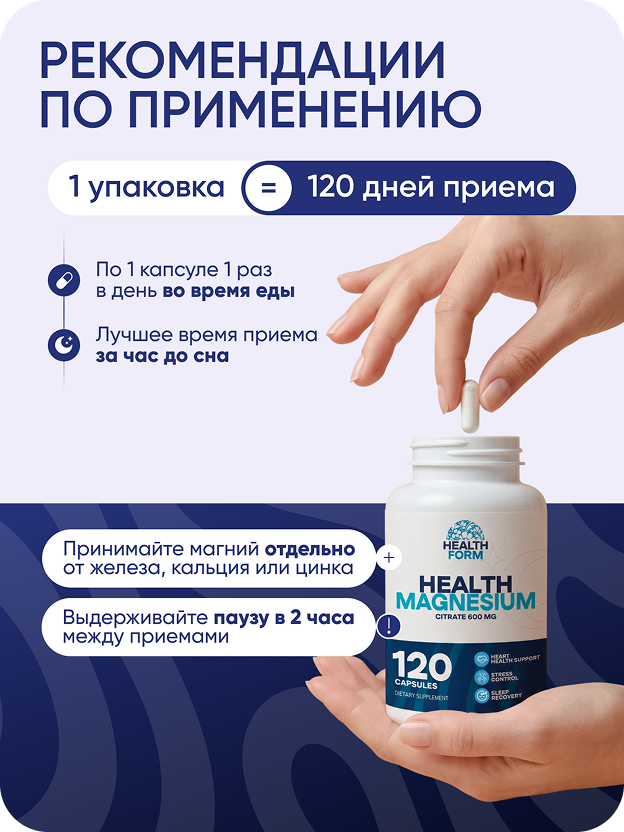 РЕКОМЕНДАЦИИ
ПО ПРИМЕНЕНИЮ
1 упаковка = 120 дней приема
По 1 капсуле 1 раз
в день во время еды
Лучшее время приема
за час до сна
Принимайте магний отдельно
от железа, кальция или цинка
+
Выдерживайте паузу в 2 часа
между приемами
!
HEALTH
FORM
HEALTH
MAGNESIUM
CITRATE 600 MG
120
CAPSULES
DIETARY SUPPLEMENT
HEART
HEALTH SUPPORT
STRESS
CONTROL
SLEEP
RECOVERY